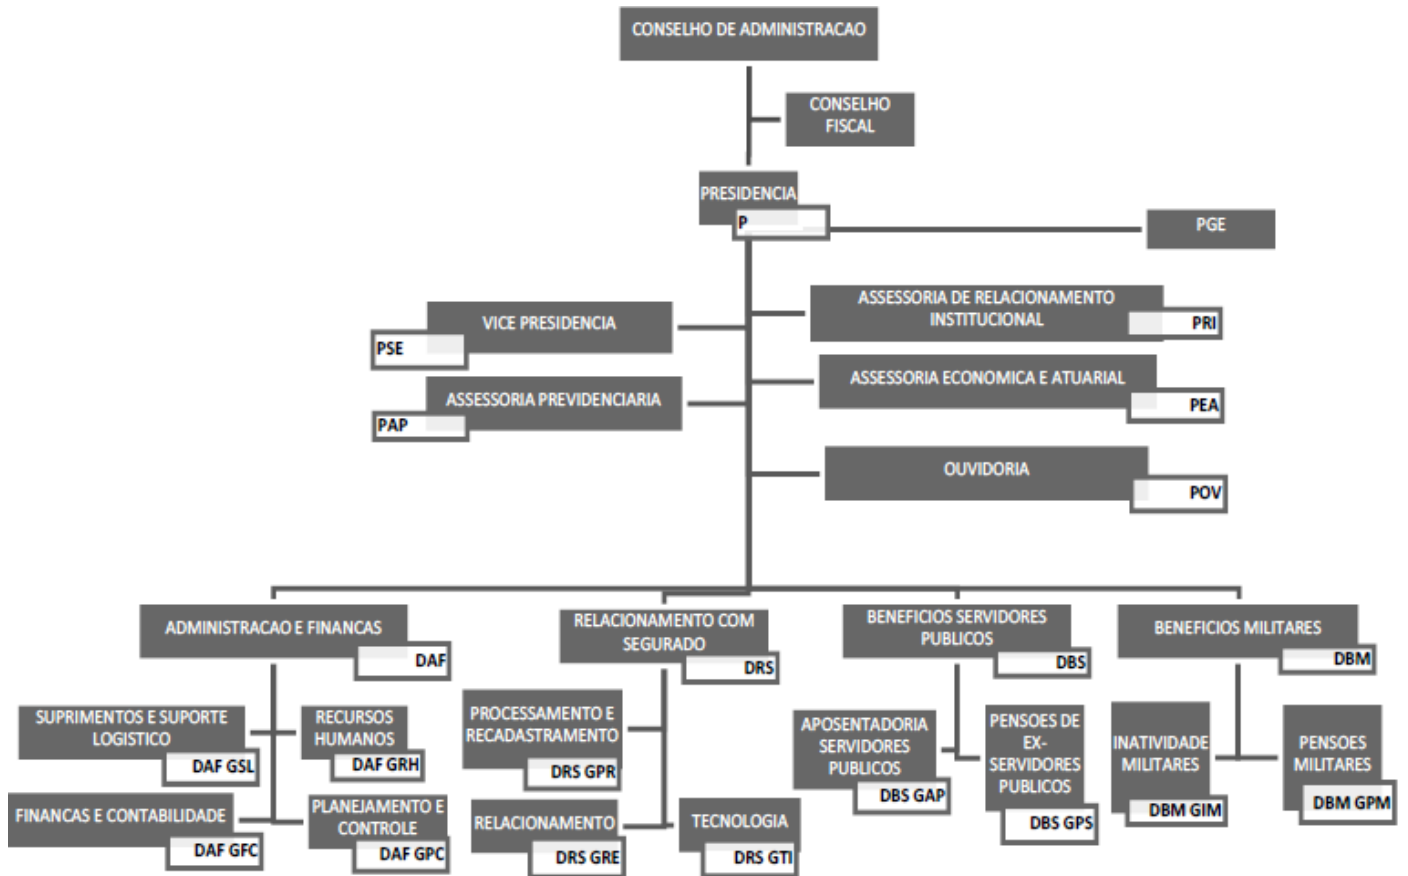 CONSELHO DE ADMINISTRACAO
CONSELHO
FISCAL
PRESIDENCIA
P
PGE
VICE PRESIDENCIA
PSE
ASSESSORIA DE RELACIONAMENTO
INSTITUCIONAL
PRI
ASSESSORIA PREVIDENCIARIA
PAP
ASSESSORIA ECONOMICA E ATUARIAL
PEA
OUVIDORIA
POV
ADMINISTRACAO E FINANCAS
DAF
RELACIONAMENTO COM
SEGURADO
DRS
BENEFICIOS SERVIDORES
PUBLICOS
DBS
BENEFICIOS MILITARES
DBM
SUPRIMENTOS E SUPORTE
LOGISTICO
DAF GSL
RECURSOS
HUMANOS
DAF GRH
PROCESSAMENTO E
RECADASTRAMENTO
DRS GPR
APOSENTADORIA
SERVIDORES
PUBLICOS
DBS GAP
PENSOES DE
EX-
SERVIDORES
PUBLICOS
DBS GPS
INATIVIDADE
MILITARES
DBM GIM
PENSOES
MILITARES
DBM GPM
FINANCAS E CONTABILIDADE
DAF GFC
PLANEJAMENTO E
CONTROLE
DAF GPC
RELACIONAMENTO
DRS GRE
TECNOLOGIA
DRS GTI